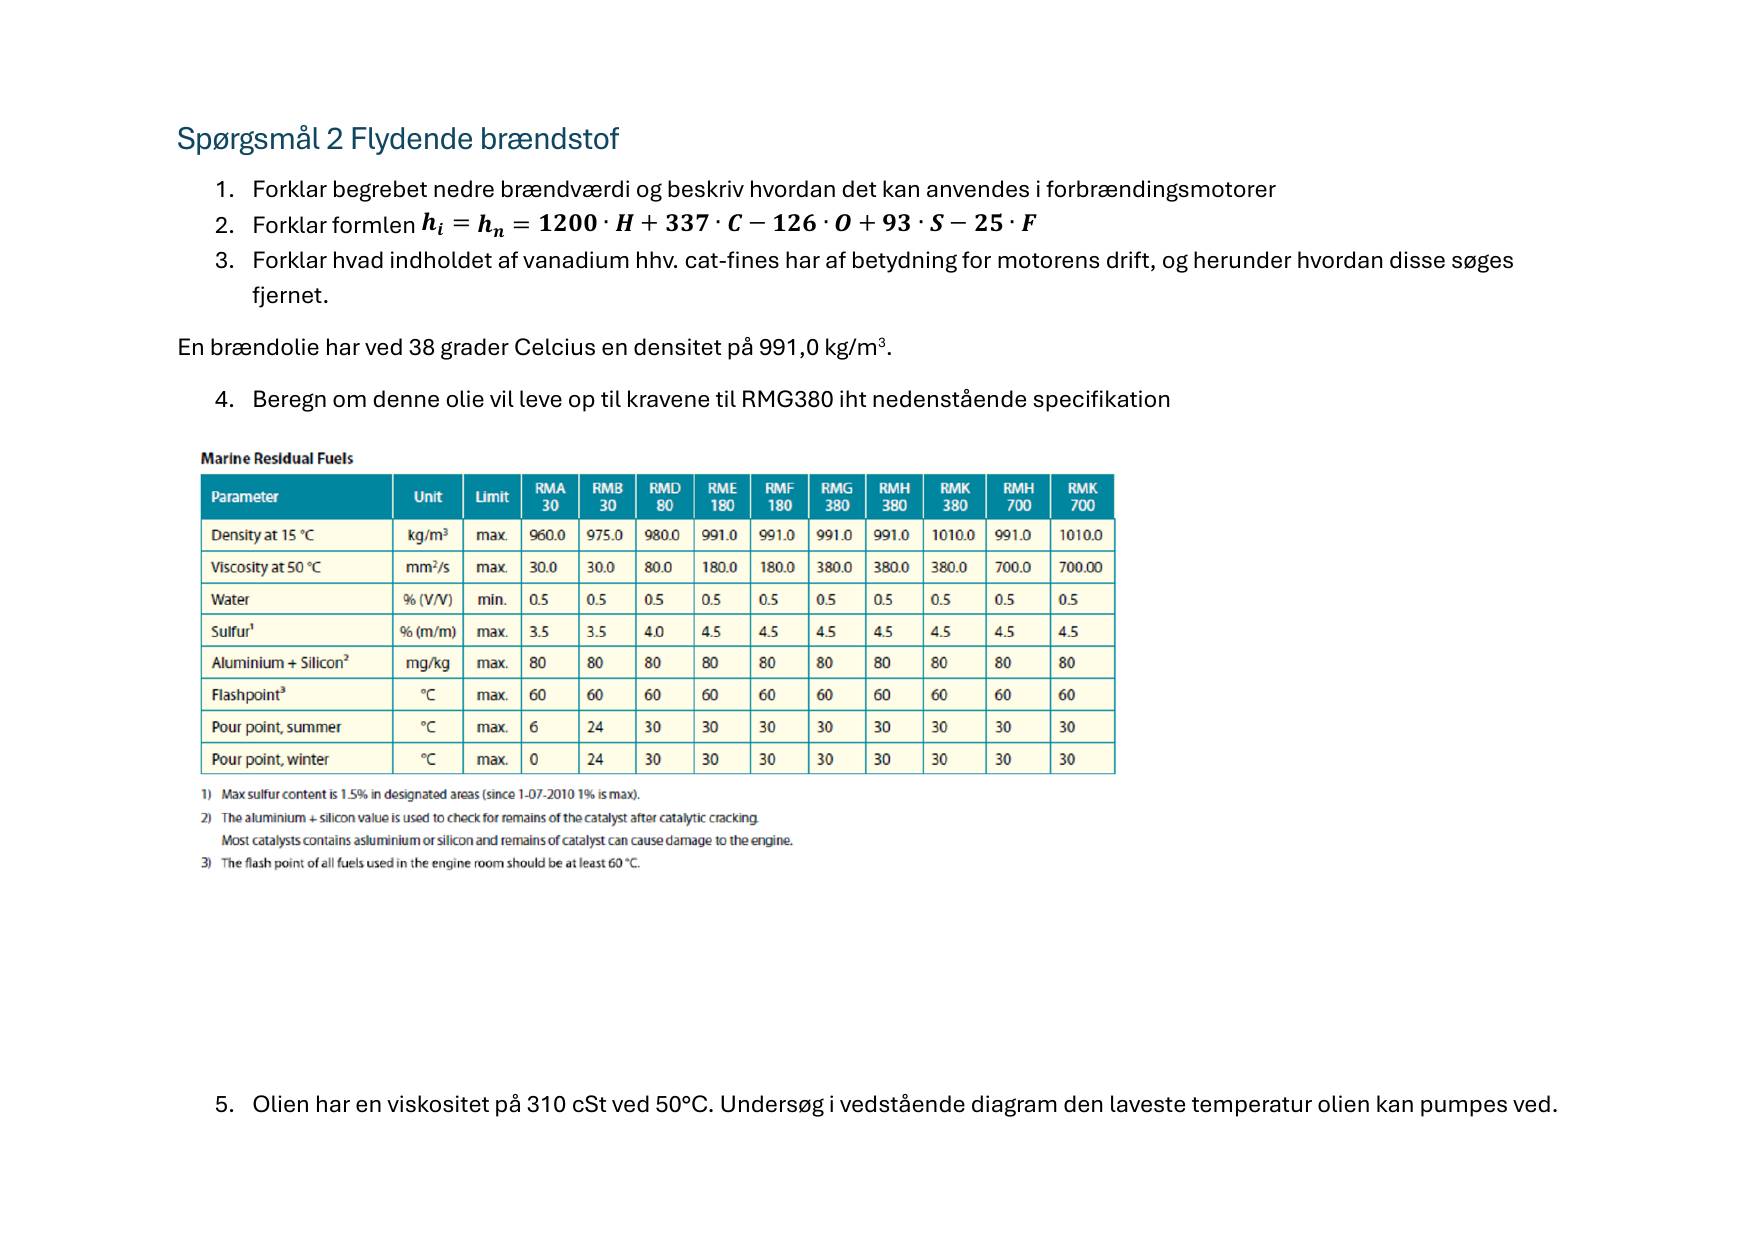 Spørgsmål 2 Flydende brændstof
1. Forklar begrebet nedre brændværdi og beskriv hvordan det kan anvendes i forbrændingsmotorer
2. Forklar formlen h_i = h_n = 1200 · H + 337 · C − 126 · O + 93 · S − 25 · F
3. Forklar hvad indholdet af vanadium hhv. cat-fines har af betydning for motorens drift, og herunder hvordan disse søges
fjernet.
En brændolie har ved 38 grader Celcius en densitet på 991,0 kg/m³.
4. Beregn om denne olie vil leve op til kravene til RMG380 iht nedenstående specifikation
Marine Residual Fuels
Parameter Unit Limit RMA 30 RMB 30 RMD 80 RME 180 RMF 180 RMG 380 RMH 380 RMK 380 RMH 700 RMK 700
Density at 15 °C kg/m³ max. 960.0 975.0 980.0 991.0 991.0 991.0 991.0 1010.0 991.0 1010.0
Viscosity at 50 °C mm²/s max. 30.0 30.0 80.0 180.0 180.0 380.0 380.0 380.0 700.0 700.00
Water % (V/V) min. 0.5 0.5 0.5 0.5 0.5 0.5 0.5 0.5 0.5 0.5
Sulfur¹ % (m/m) max. 3.5 3.5 4.0 4.5 4.5 4.5 4.5 4.5 4.5 4.5
Aluminium + Silicon² mg/kg max. 80 80 80 80 80 80 80 80 80 80
Flashpoint³ °C max. 60 60 60 60 60 60 60 60 60 60
Pour point, summer °C max. 6 24 30 30 30 30 30 30 30 30
Pour point, winter °C max. 0 24 30 30 30 30 30 30 30 30
1) Max sulfur content is 1.5% in designated areas (since 1-07-2010 1% is max).
2) The aluminium + silicon value is used to check for remains of the catalyst after catalytic cracking.
Most catalysts contains asluminium or silicon and remains of catalyst can cause damage to the engine.
3) The flash point of all fuels used in the engine room should be at least 60 °C.
5. Olien har en viskositet på 310 cSt ved 50°C. Undersøg i vedstående diagram den laveste temperatur olien kan pumpes ved.